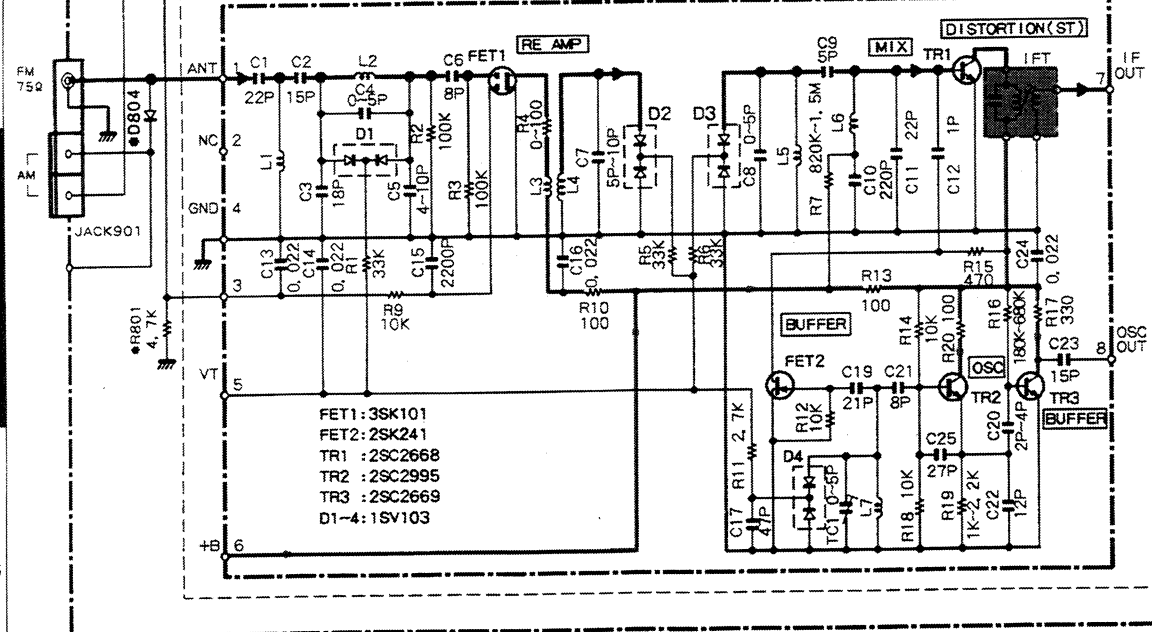 DISTORTION(ST)
RE AMP
MIX
FM
75Ω
ANT
1
C1
22P
C2
15P
L2
C4
0~5P
C6
8P
FET1
C9
5P
TR1
IFT
7
IF
OUT
*D804
D1
R2
100K
R4
0~100
D2
D3
L6
22P
1P
NC
2
AM
L1
C3
18P
C5
4~10P
R3
100K
L3
L4
C7
5P~10P
C8
0~5P
L5
820K~1, 5M
R7
C10
220P
C11
C12
GND
4
JACK901
C13
0, 022
C14
0, 022
R1
33K
C15
2200P
C16
0, 022
R5
33K
R6
33K
R15
470
C24
0, 022
3
R9
10K
R10
100
R13
100
*R801
4, 7K
BUFFER
R14
10K
R20
100
R16
180K~680K
R17
330
OSC
OUT
8
C23
15P
VT
5
FET2
C19
21P
C21
8P
OSC
TR2
TR3
BUFFER
R12
10K
R11
2, 7K
C20
2P~4P
C25
27P
D4
FET1:3SK101
FET2:2SK241
TR1 :2SC2668
TR2 :2SC2995
TR3 :2SC2669
D1~4:1SV103
C17
47P
TC1
0~5P
L7
R18
10K
R19
1K~2, 2K
C22
12P
+B
6